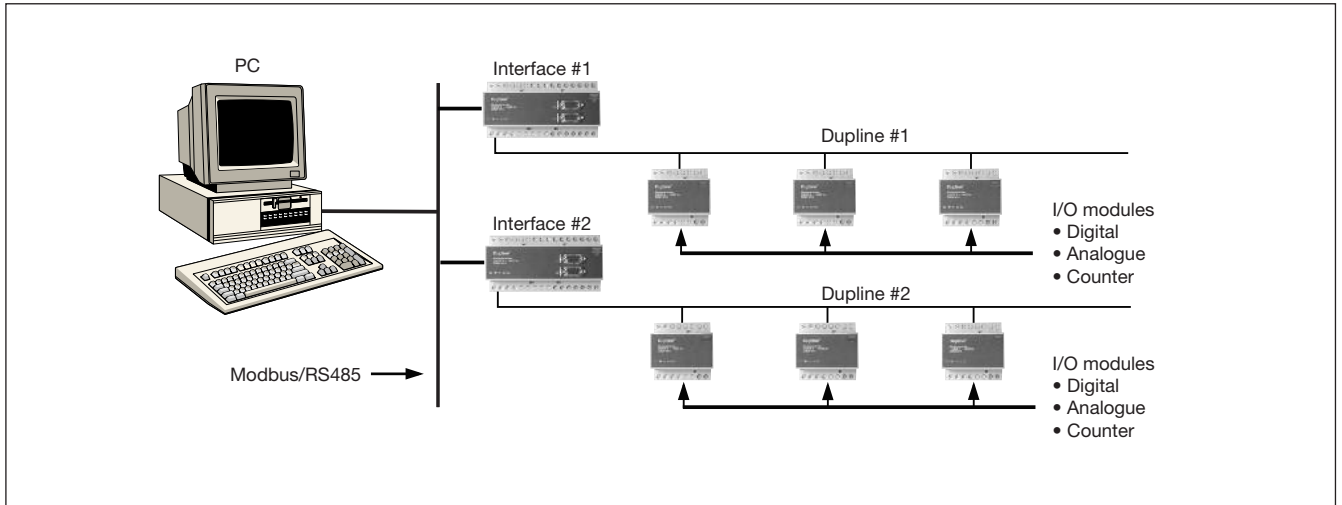 PC
Interface #1
Dupline #1
I/O modules
• Digital
• Analogue
• Counter
Interface #2
Dupline #2
I/O modules
• Digital
• Analogue
• Counter
Modbus/RS485